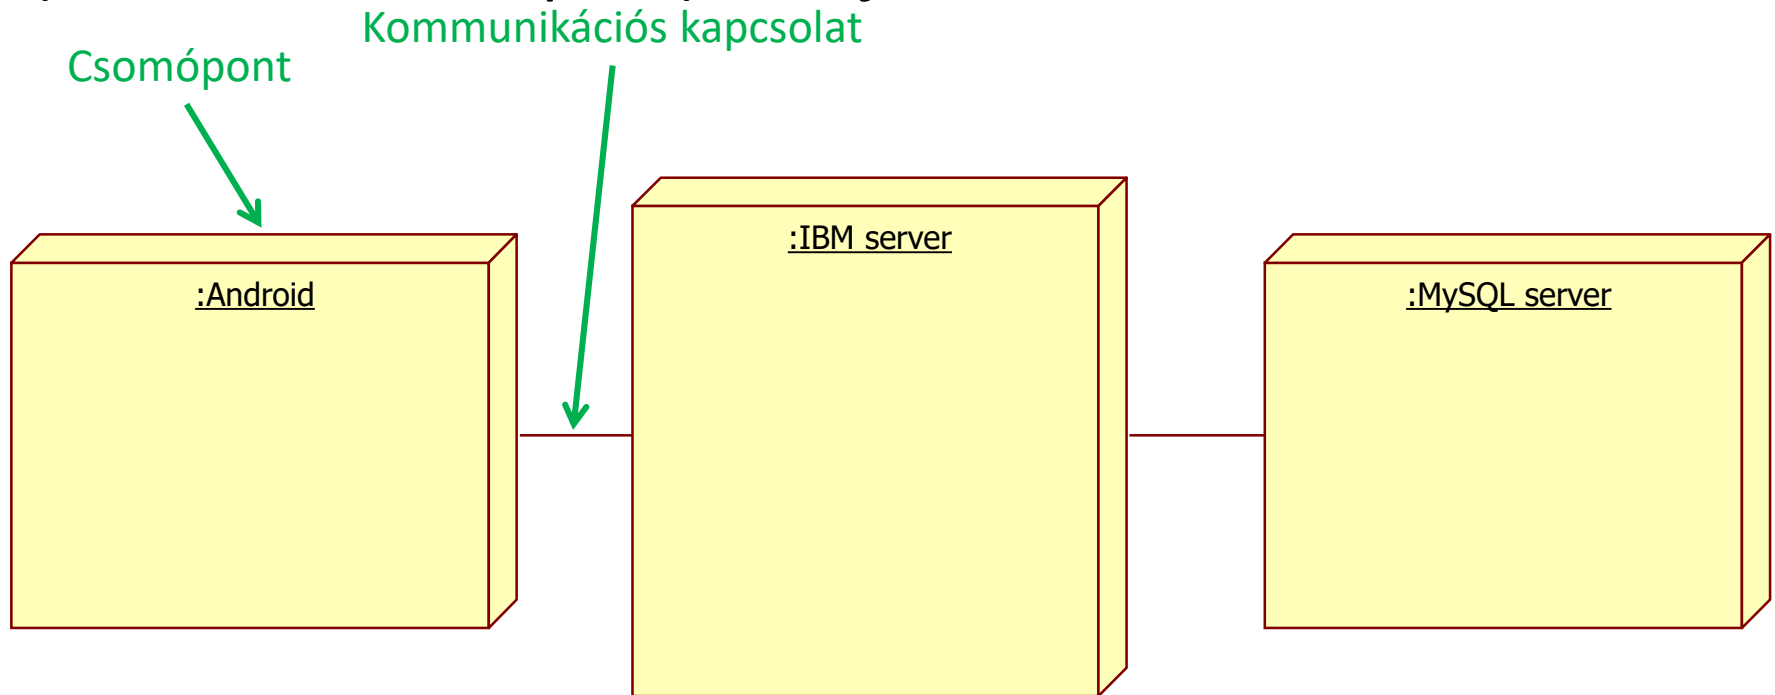 Kommunikációs kapcsolat
Csomópont
:IBM server
:Android
:MySQL server